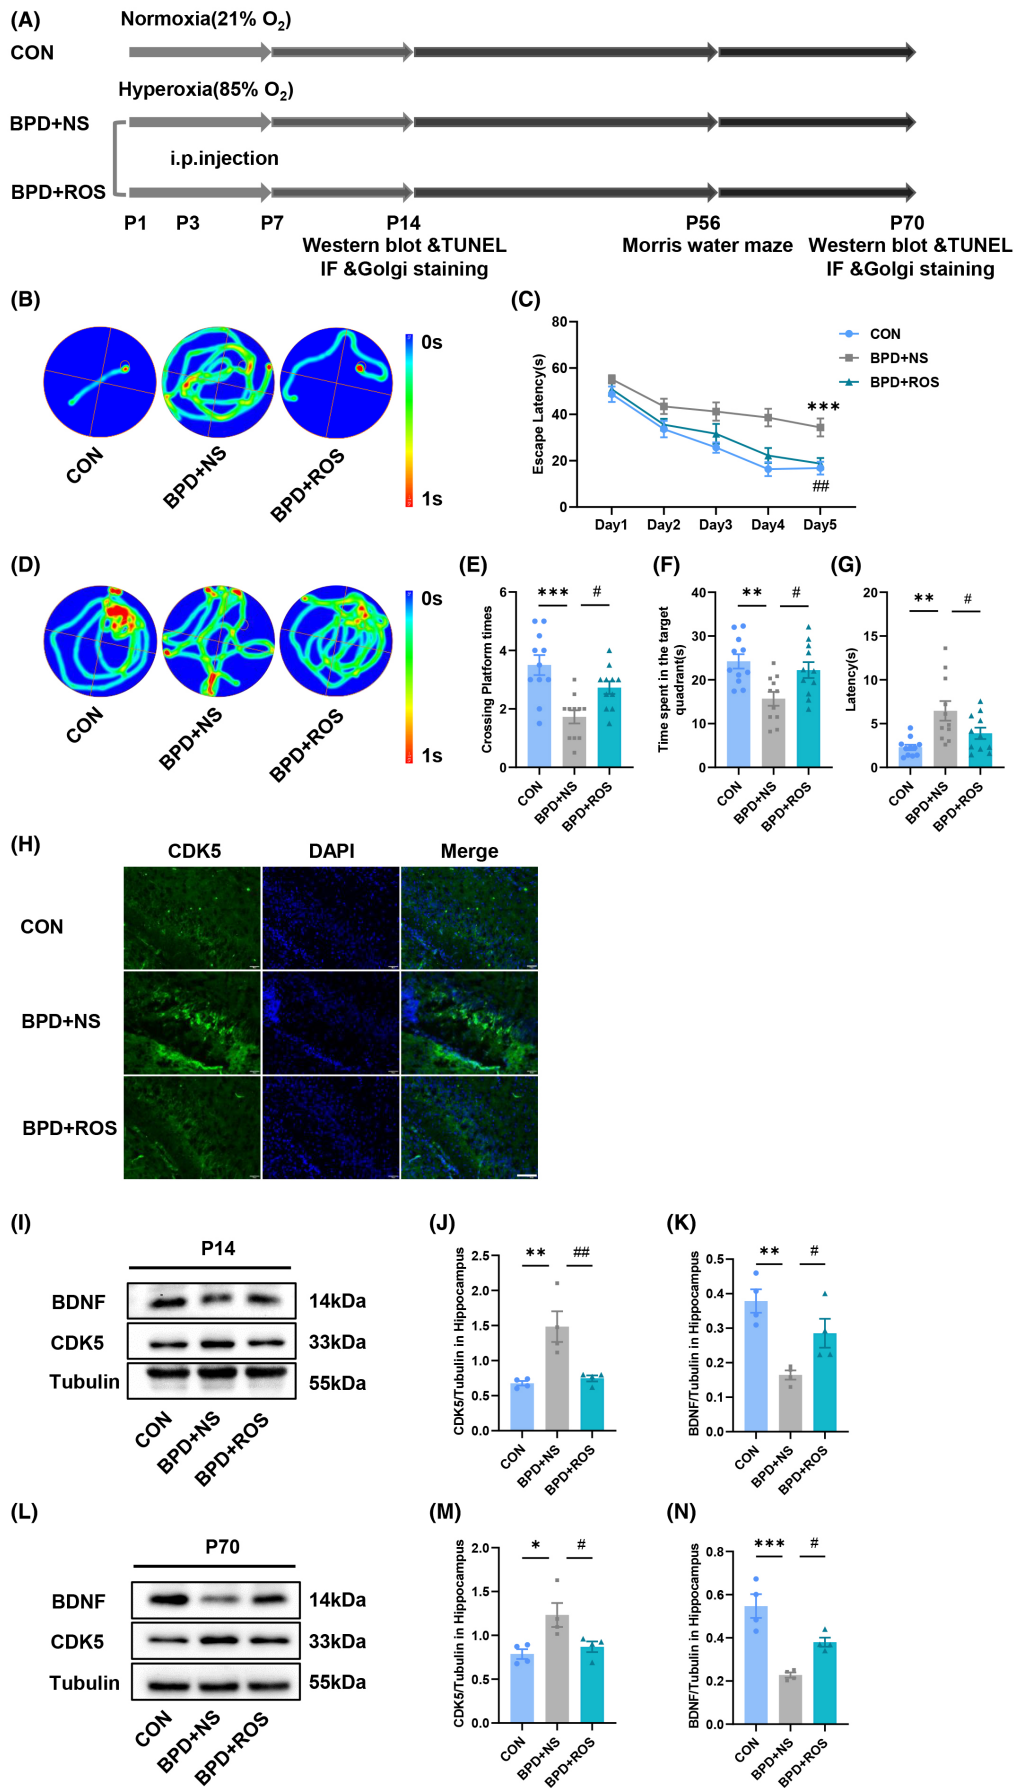 (A)
Normoxia(21% O2)
CON
Hyperoxia(85% O2)
BPD+NS
i.p.injection
BPD+ROS
P1 P3 P7 P14 P56 P70
Western blot &TUNEL Morris water maze Western blot &TUNEL
IF &Golgi staining IF &Golgi staining
(B)
0s
1s
CON BPD+NS BPD+ROS
(C)
Escape Latency(s)
80
60
40
20
0
CON
BPD+NS
BPD+ROS
***
##
Day1 Day2 Day3 Day4 Day5
(D)
0s
1s
CON BPD+NS BPD+ROS
(E)
Crossing Platform times
6
4
2
0
*** #
CON BPD+NS BPD+ROS
(F)
Time spent in the target
quadrant(s)
40
30
20
10
0
** #
CON BPD+NS BPD+ROS
(G)
Latency(s)
20
15
10
5
0
** #
CON BPD+NS BPD+ROS
(H)
CDK5 DAPI Merge
CON
BPD+NS
BPD+ROS
(I)
P14
BDNF 14kDa
CDK5 33kDa
Tubulin 55kDa
CON BPD+NS BPD+ROS
(J)
CDK5/Tubulin in Hippocampus
2.5
2.0
1.5
1.0
0.5
0.0
** ##
CON BPD+NS BPD+ROS
(K)
BDNF/Tubulin in Hippocampus
0.5
0.4
0.3
0.2
0.1
0.0
** #
CON BPD+NS BPD+ROS
(L)
P70
BDNF 14kDa
CDK5 33kDa
Tubulin 55kDa
CON BPD+NS BPD+ROS
(M)
CDK5/Tubulin in Hippocampus
2.0
1.5
1.0
0.5
0.0
* #
CON BPD+NS BPD+ROS
(N)
BDNF/Tubulin in Hippocampus
0.8
0.6
0.4
0.2
0.0
*** #
CON BPD+NS BPD+ROS